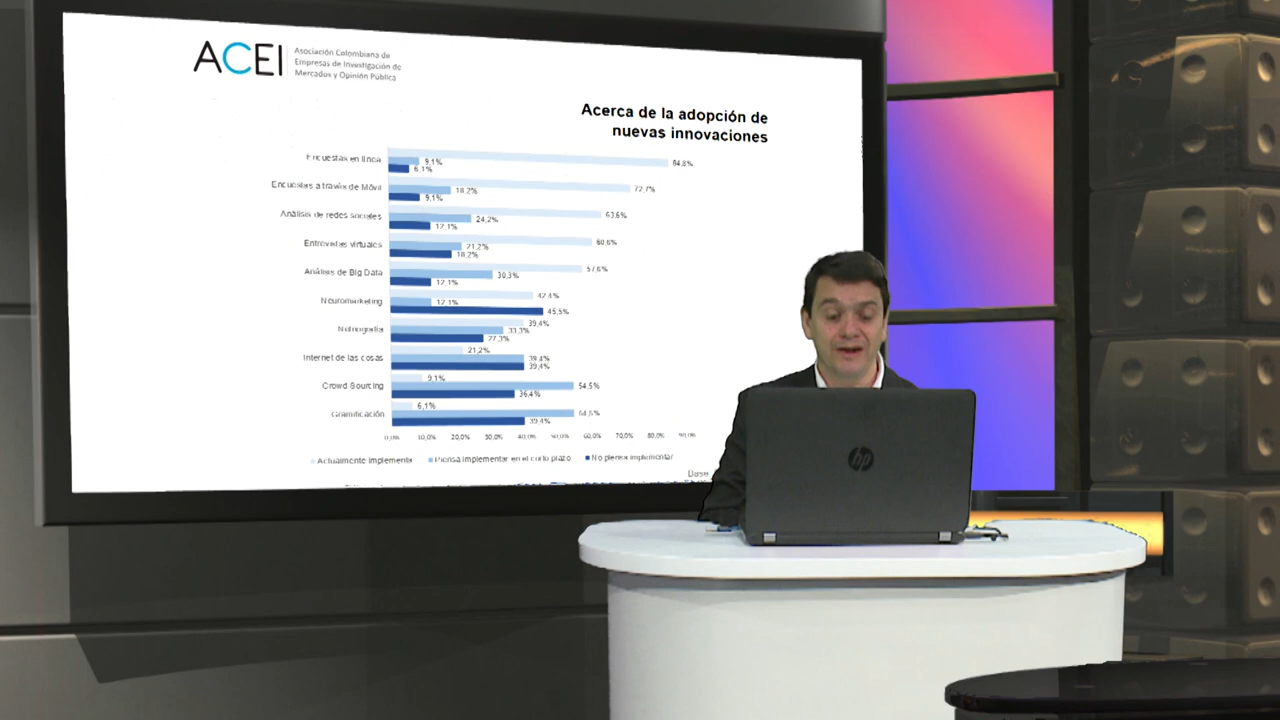 ACEI
Asociación Colombiana de
Empresas de Investigación de
Mercados y Opinión Pública
Acerca de la adopción de
nuevas innovaciones
Encuestas en línea
9,1%
84,8%
6,1%
Encuestas a través de Móvil
18,2%
72,7%
9,1%
Análisis de redes sociales
24,2%
63,6%
12,1%
Entrevistas virtuales
21,2%
60,6%
18,2%
Análisis de Big Data
30,3%
57,6%
12,1%
Neuromarketing
42,4%
12,1%
45,5%
39,4%
33,3%
27,3%
Internet de las cosas
21,2%
39,4%
39,4%
Crowd Sourcing
9,1%
54,5%
36,4%
Gramificación
6,1%
54,5%
39,4%
0,0% 10,0% 20,0% 30,0% 40,0% 50,0% 60,0% 70,0% 80,0% 90,0%
Actualmente implementa Piensa implementar en el corto plazo No piensa implementar
Base
hp